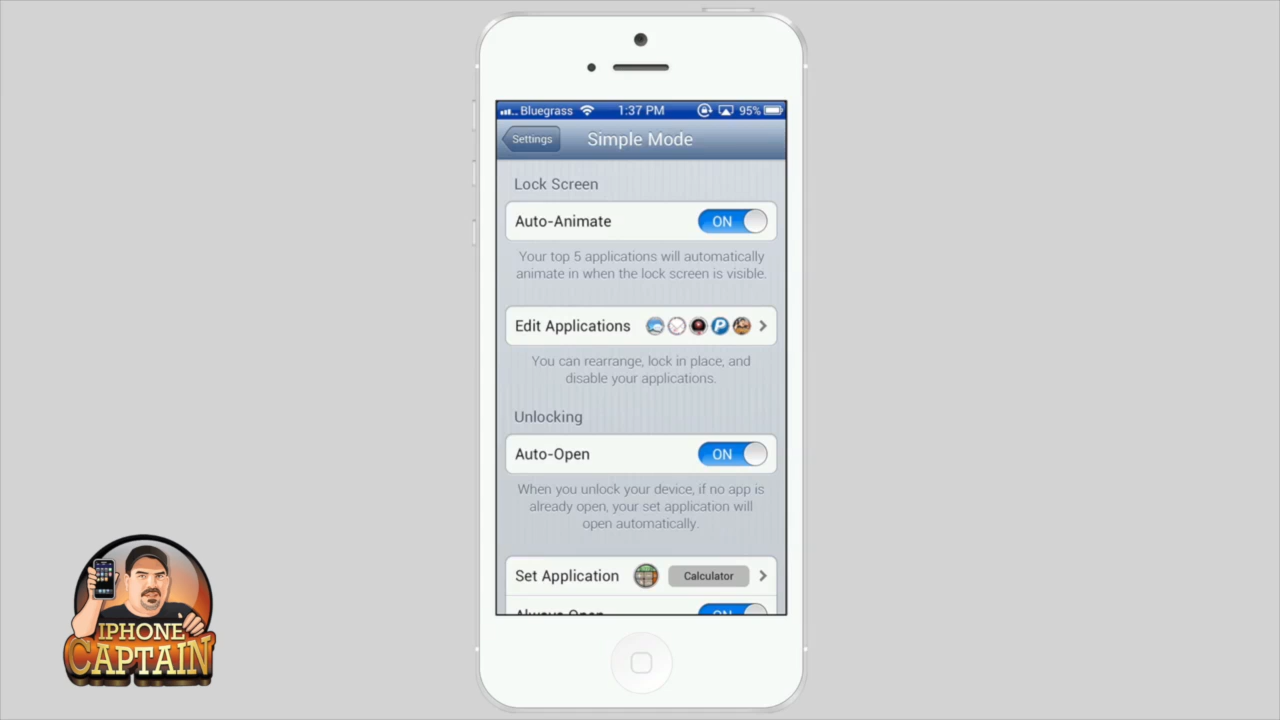 Bluegrass 1:37 PM 95%
Settings Simple Mode
Lock Screen
Auto-Animate ON
Your top 5 applications will automatically
animate in when the lock screen is visible.
Edit Applications
You can rearrange, lock in place, and
disable your applications.
Unlocking
Auto-Open ON
When you unlock your device, if no app is
already open, your set application will
open automatically.
Set Application Calculator
Always Open ON
IPHONE
CAPTAIN